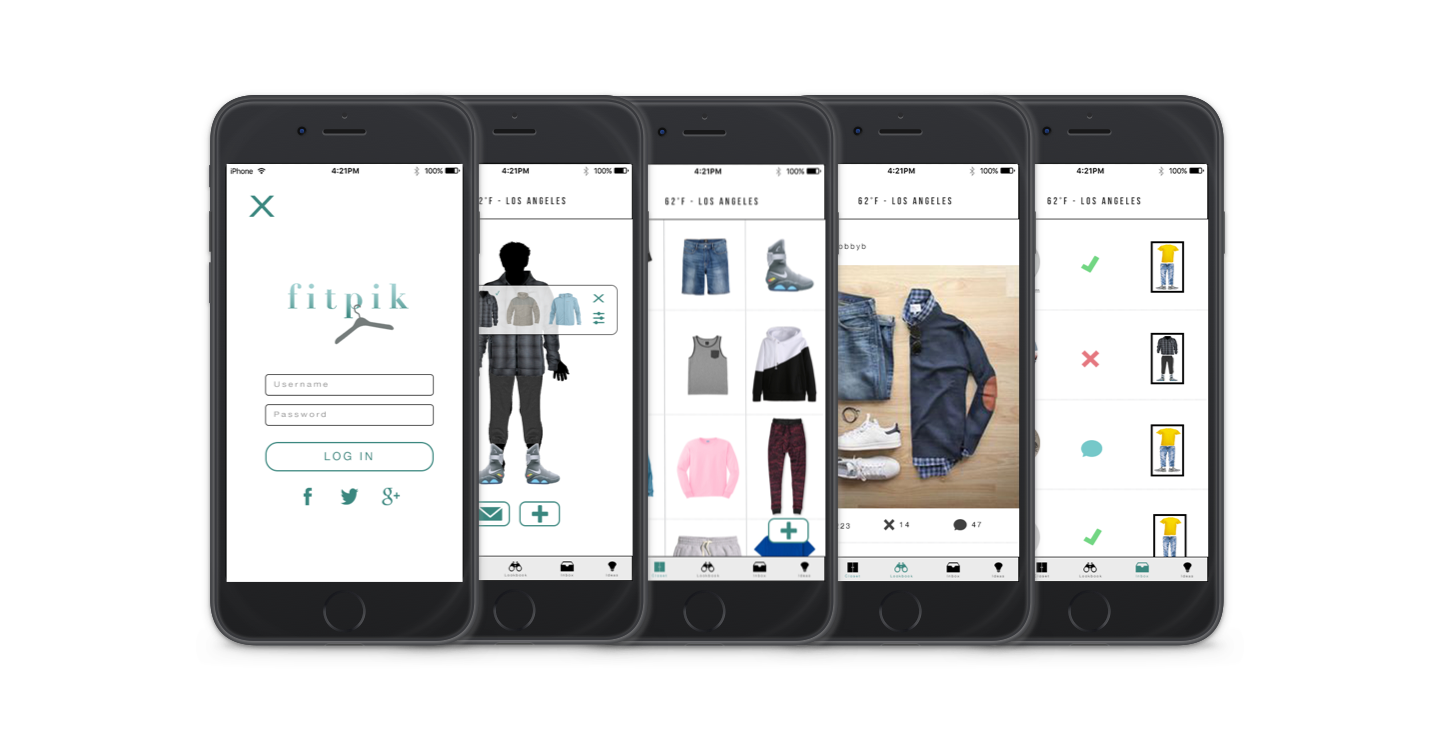 iPhone 4:21PM 100%
fitpik
Username
Password
LOG IN
g+
4:21PM 100%
2°F - LOS ANGELES
Lookbook Inbox Ideas
4:21PM 100%
62°F - LOS ANGELES
Closet Lookbook Inbox Ideas
4:21PM 100%
62°F - LOS ANGELES
obbyb
23 14 47
Closet Lookbook Inbox Ideas
4:21PM 100%
62°F - LOS ANGELES
Closet Lookbook Inbox Ideas